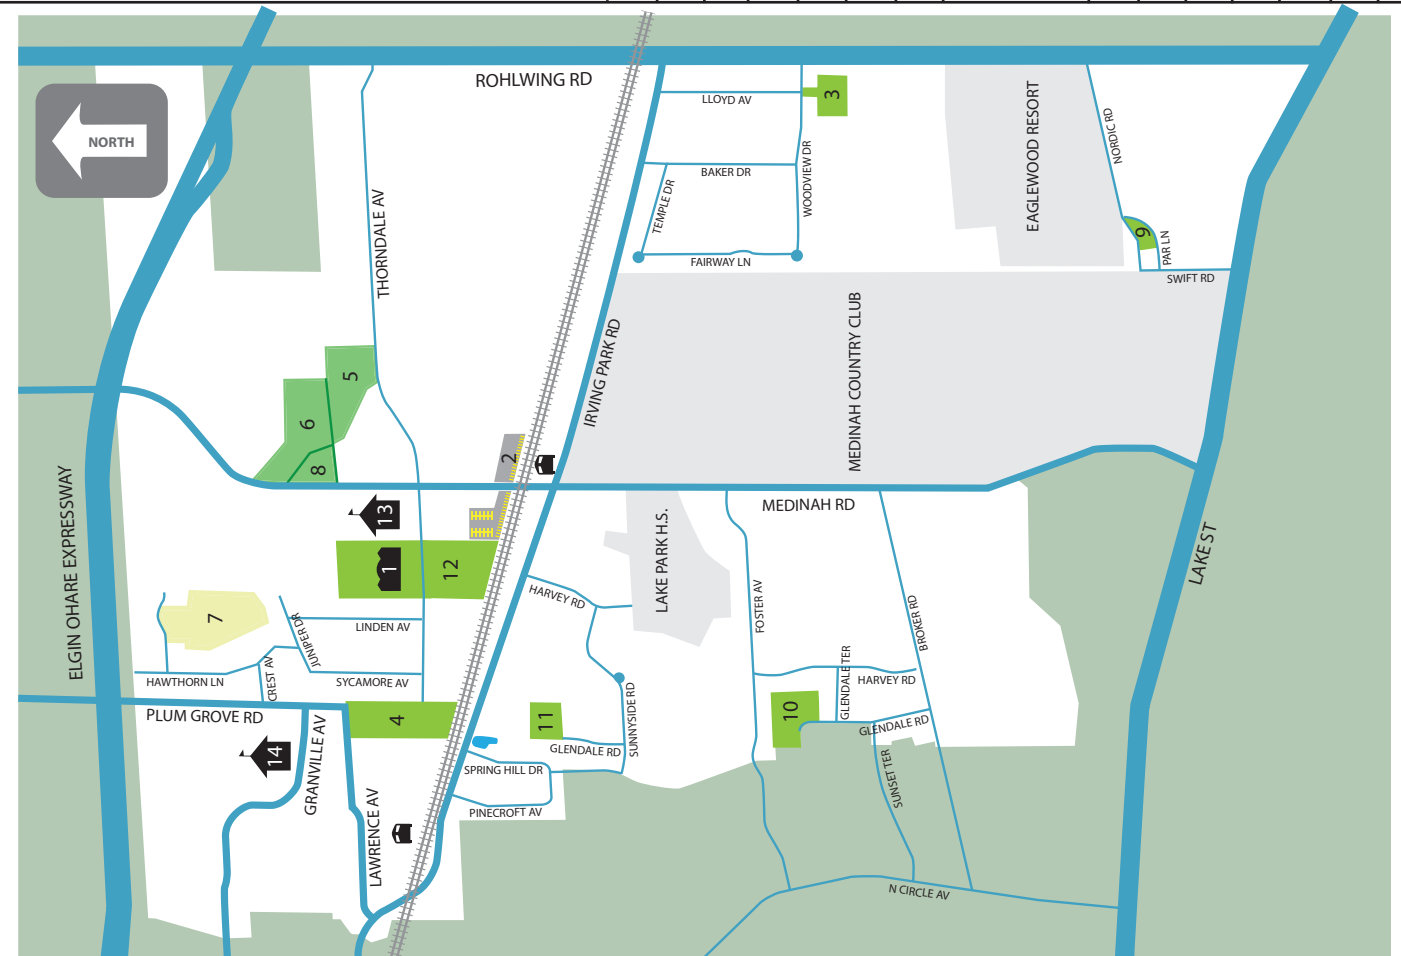 ROHLWING RD
NORTH
LLOYD AV
3
EAGLEWOOD RESORT
NORDIC RD
THORNDALE AV
BAKER DR
WOODVIEW DR
TEMPLE DR
FAIRWAY LN
9
PAR LN
SWIFT RD
IRVING PARK RD
MEDINAH COUNTRY CLUB
5
6
8
2
ELGIN OHARE EXPRESSWAY
13
MEDINAH RD
LAKE PARK H.S.
LAKE ST
1
12
HARVEY RD
FOSTER AV
BROKER RD
7
LINDEN AV
JUNIPER DR
HAWTHORN LN
CREST AV
SYCAMORE AV
GLENDALE TER
HARVEY RD
PLUM GROVE RD
4
11
SUNNYSIDE RD
10
GLENDALE RD
GLENDALE RD
14
GRANVILLE AV
SPRING HILL DR
SUNSET TER
PINECROFT AV
LAWRENCE AV
N CIRCLE AV